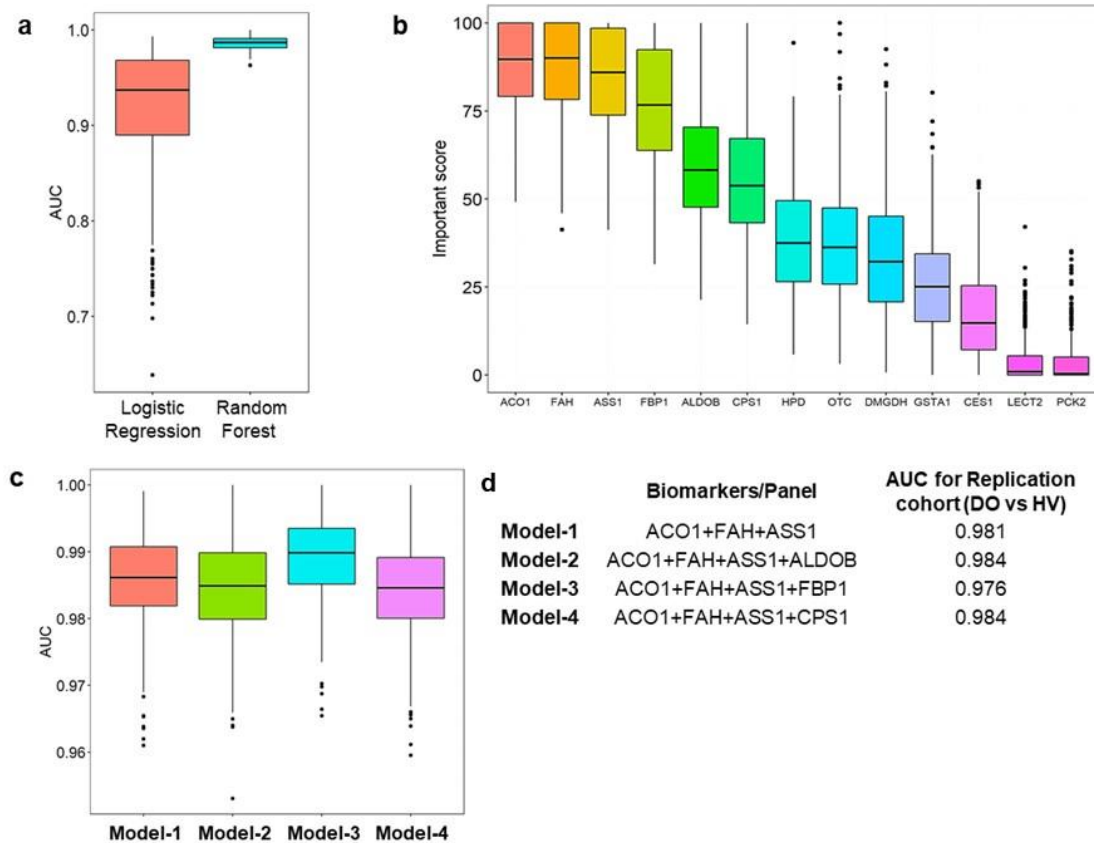 a
1.0
0.9
0.8
0.7
AUC
Logistic
Regression
Random
Forest
b
100
75
50
25
0
Important score
ACO1 FAH ASS1 FBP1 ALDOB CPS1 HPD OTC DMGDH GSTA1 CES1 LECT2 PCK2
c
1.00
0.99
0.98
0.97
0.96
AUC
Model-1 Model-2 Model-3 Model-4
d
Biomarkers/Panel
AUC for Replication
cohort (DO vs HV)
Model-1 ACO1+FAH+ASS1 0.981
Model-2 ACO1+FAH+ASS1+ALDOB 0.984
Model-3 ACO1+FAH+ASS1+FBP1 0.976
Model-4 ACO1+FAH+ASS1+CPS1 0.984